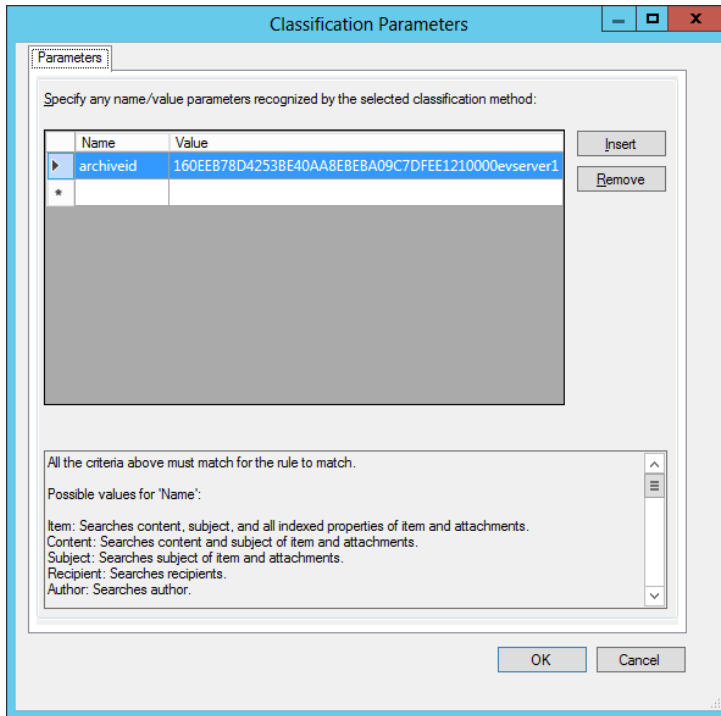 Classification Parameters
Parameters
Specify any name/value parameters recognized by the selected classification method:
Name Value
archiveid 160EEB78D4253BE40AA8EBEBA09C7DFEE1210000evserver1
*
Insert
Remove
All the criteria above must match for the rule to match.
Possible values for 'Name':
Item: Searches content, subject, and all indexed properties of item and attachments.
Content: Searches content and subject of item and attachments.
Subject: Searches subject of item and attachments.
Recipient: Searches recipients.
Author: Searches author.
OK Cancel